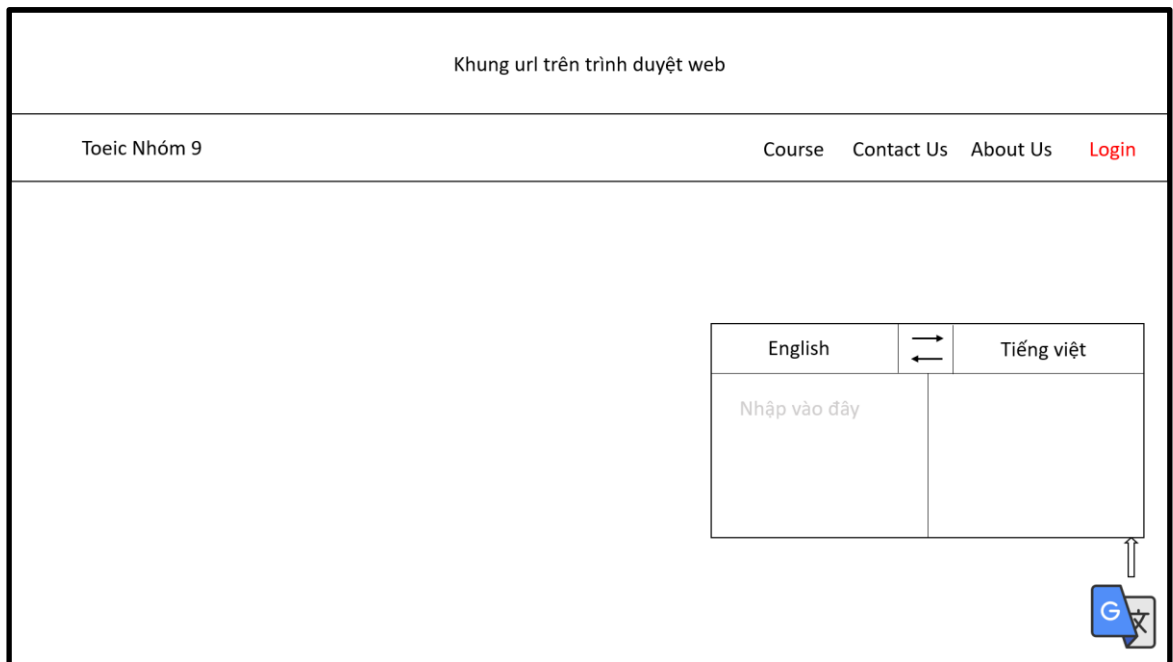 Khung url trên trình duyệt web
Toeic Nhóm 9 Course Contact Us About Us Login
English Tiếng việt
Nhập vào đây
G 文